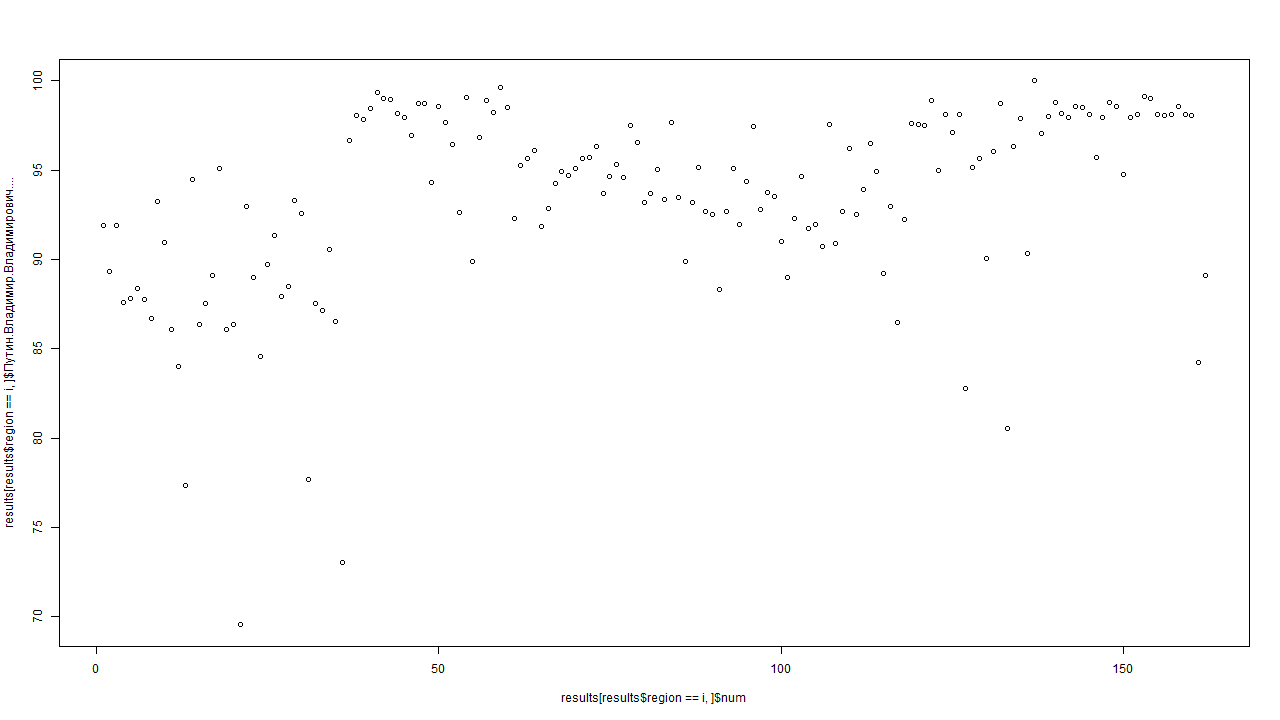 results[results$region == i, ]$Путин.Владимир.Владимирович....
100
95
90
85
80
75
70
0 50 100 150
results[results$region == i, ]$num